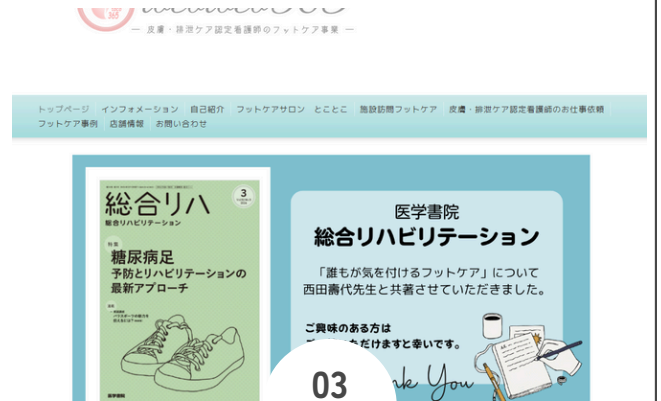 皮膚・排泄ケア認定看護師のフットケア事業
トップページ インフォメーション 自己紹介 フットケアサロン とことこ 施設訪問フットケア 皮膚・排泄ケア認定看護師のお仕事依頼
フットケア事例 店舗情報 お問い合わせ
総合リハ
3
総合リハビリテーション
特集
糖尿病足
予防とリハビリテーションの
最新アプローチ
医学書院
医学書院
総合リハビリテーション
「誰もが気を付けるフットケア」について
西田壽代先生と共著させていただきました。
ご興味のある方は
ただけますと幸いです。
You
03